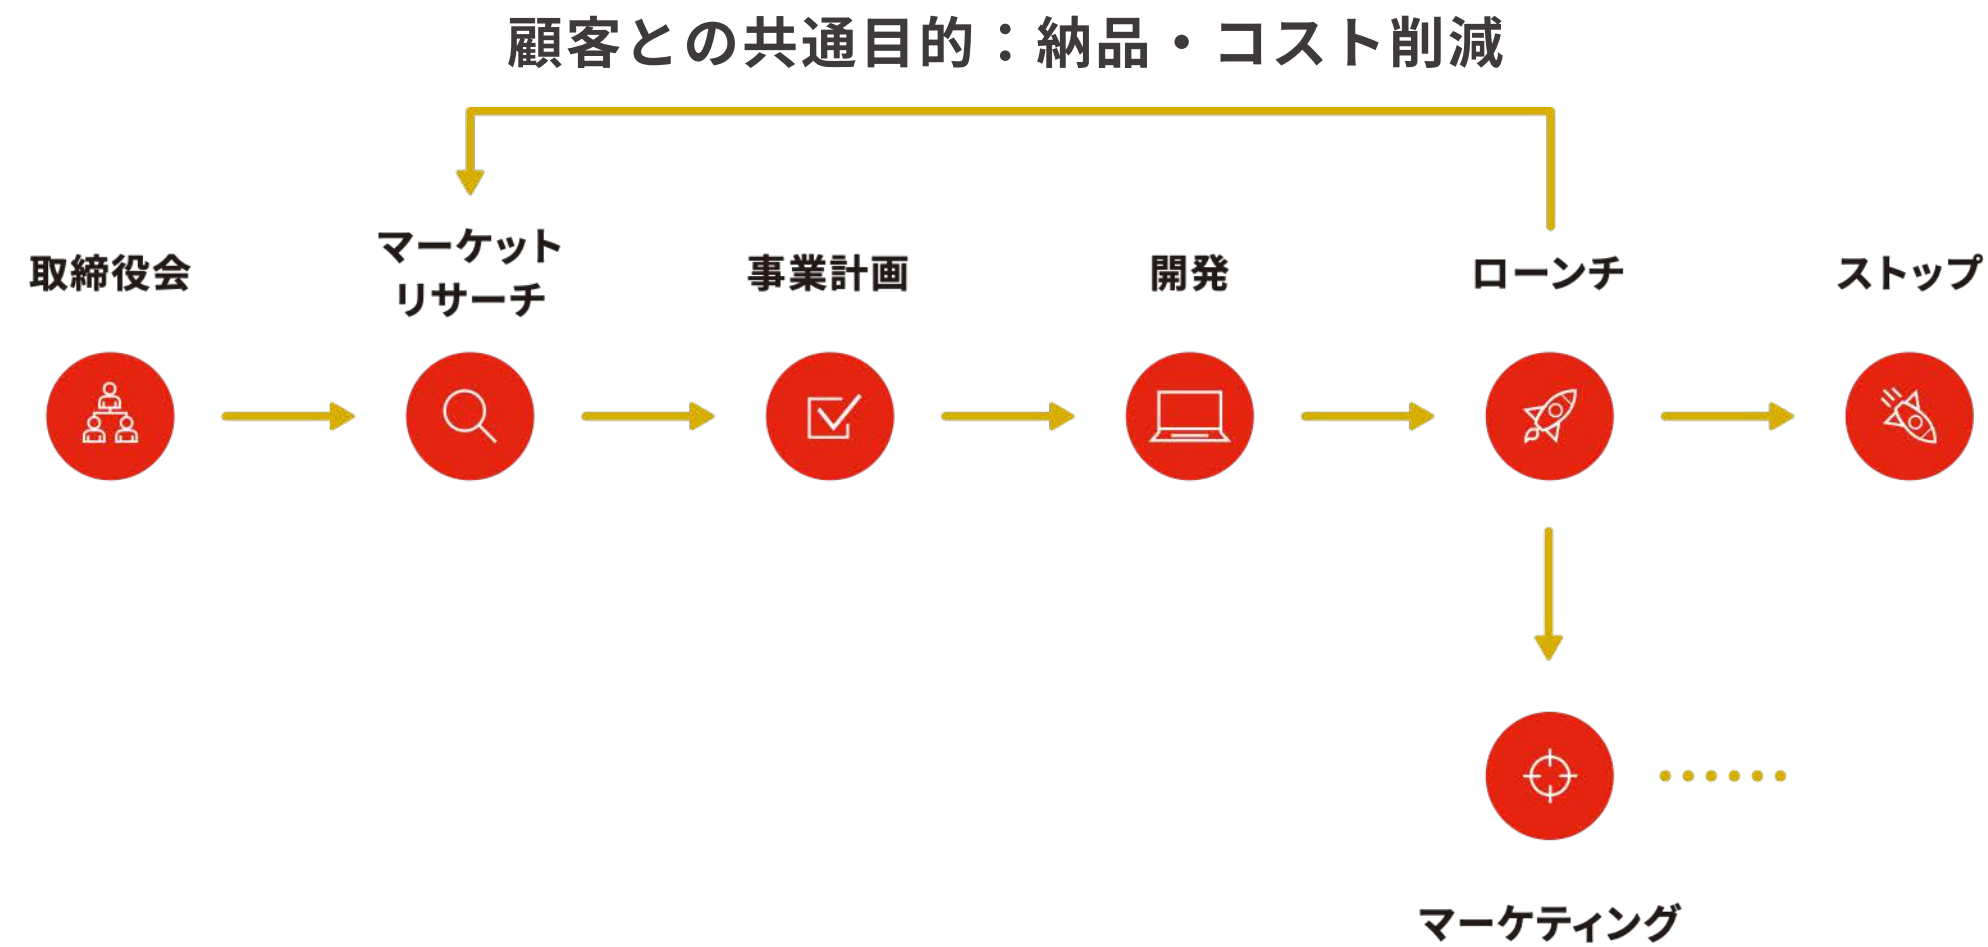 顧客との共通目的：納品・コスト削減
取締役会
マーケット
リサーチ
事業計画
開発
ローンチ
ストップ
マーケティング